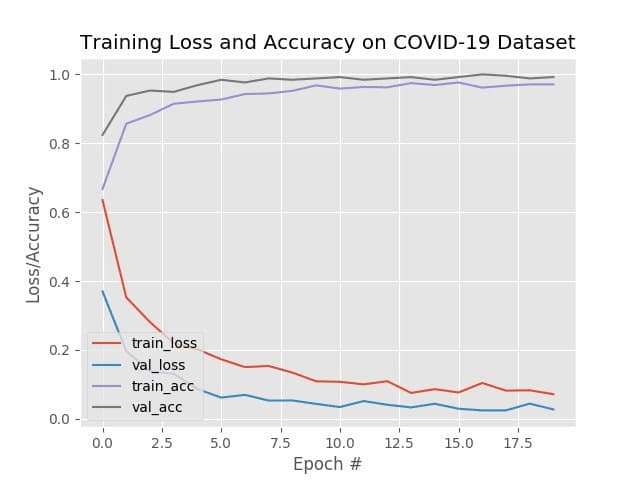 Training Loss and Accuracy on COVID-19 Dataset
1.0
0.8
0.6
0.4
0.2
0.0
Loss/Accuracy
train_loss
val_loss
train_acc
val_acc
0.0 2.5 5.0 7.5 10.0 12.5 15.0 17.5
Epoch #